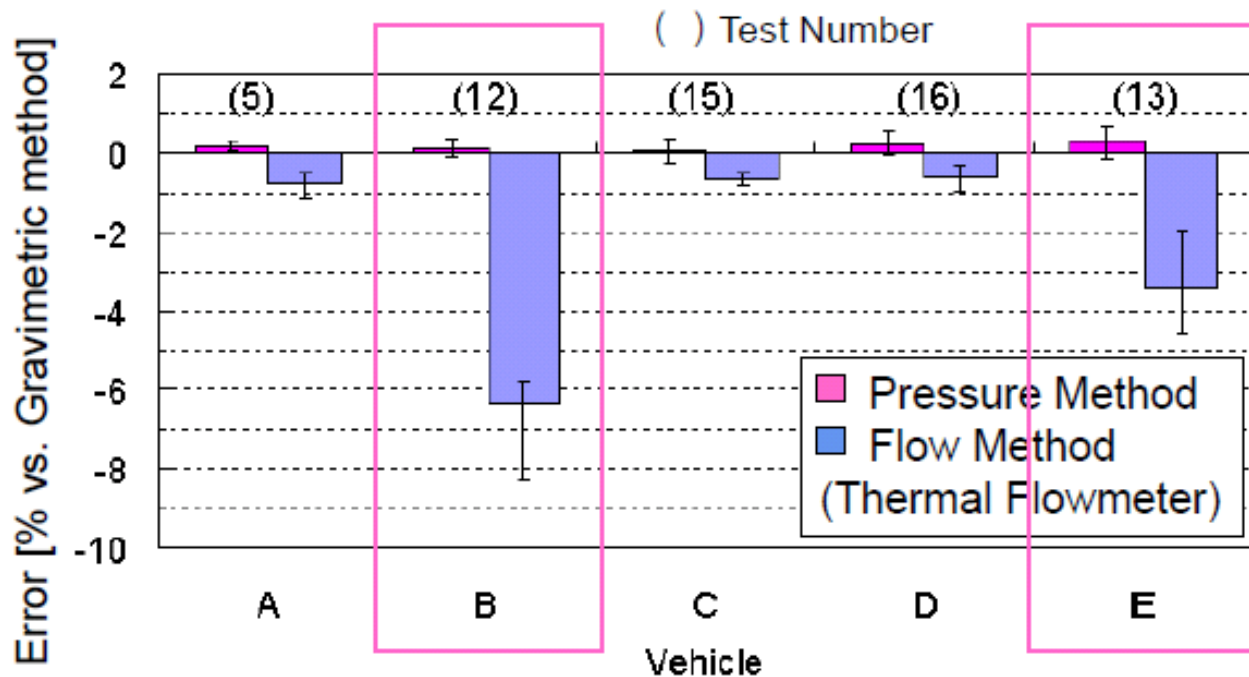 ( ) Test Number
Error [% vs. Gravimetric method]
2
0
-2
-4
-6
-8
-10
(5)
(12)
(15)
(16)
(13)
Pressure Method
Flow Method
(Thermal Flowmeter)
A
B
C
D
E
Vehicle